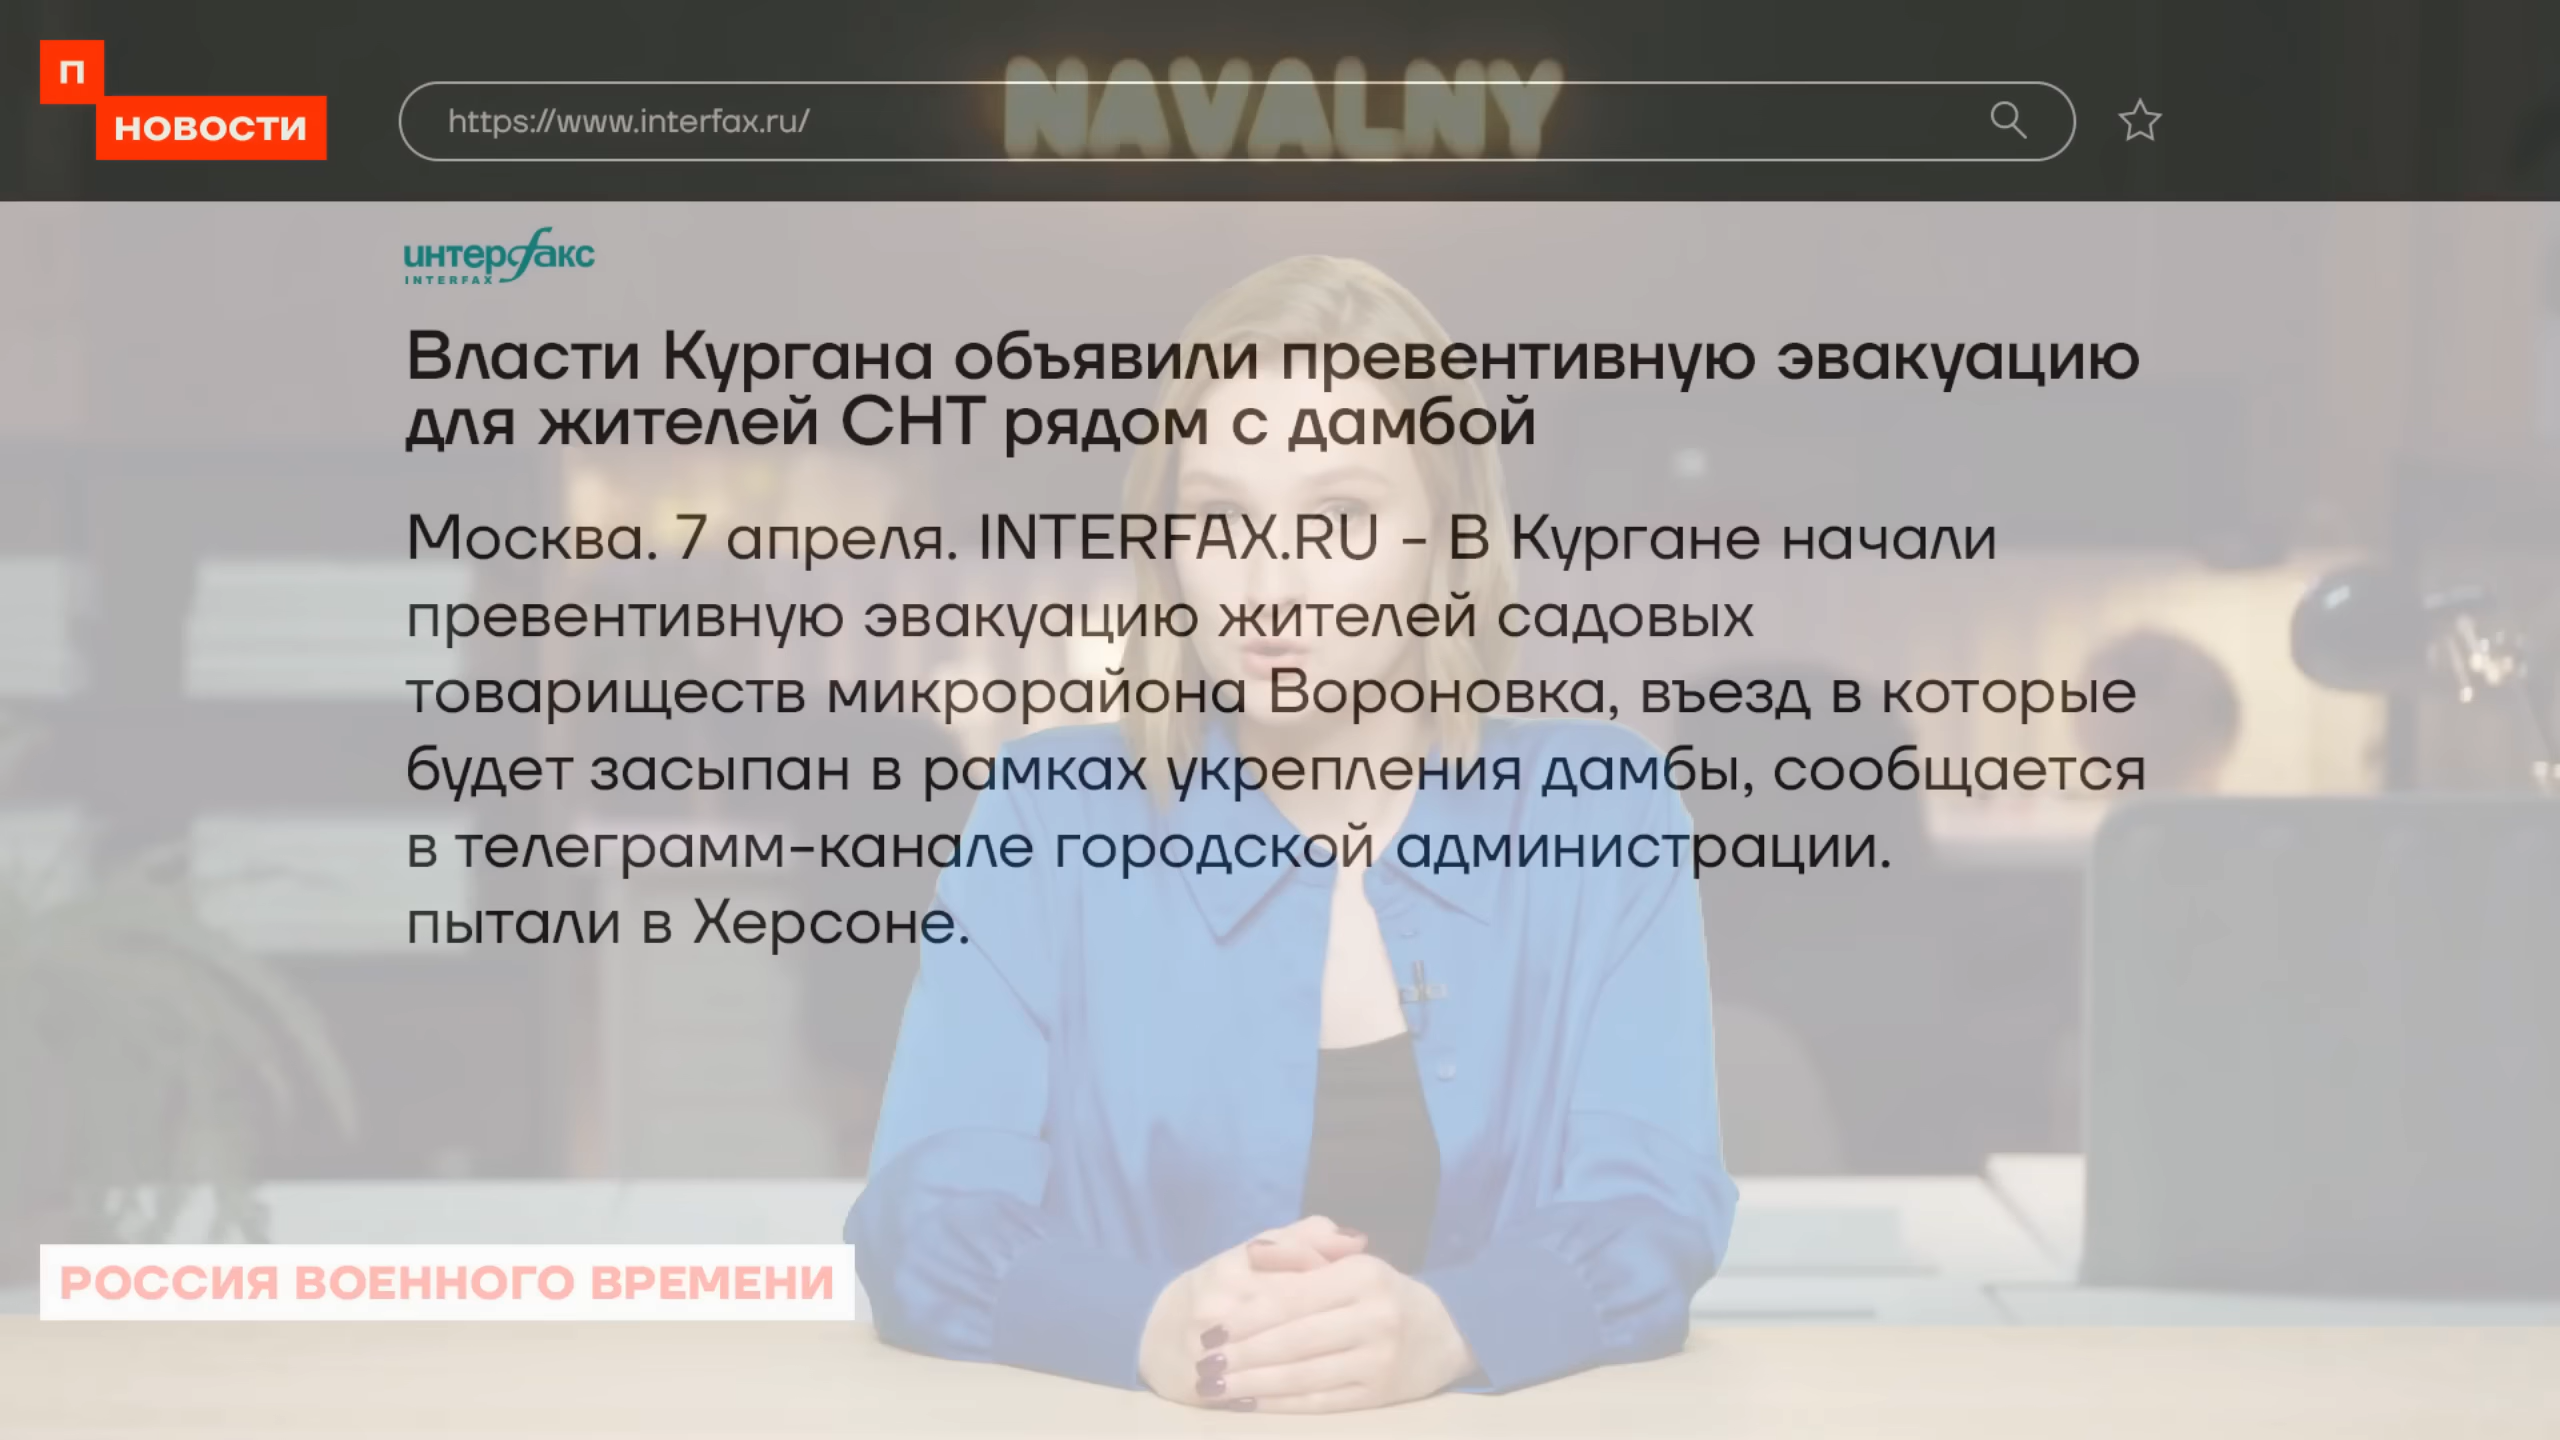 П
НОВОСТИ
https://www.interfax.ru/
NAVALNY
интерфакс
INTERFAX
Власти Кургана объявили превентивную эвакуацию
для жителей СНТ рядом с дамбой
Москва. 7 апреля. INTERFAX.RU - В Кургане начали
превентивную эвакуацию жителей садовых
товариществ микрорайона Вороновка, въезд в которые
будет засыпан в рамках укрепления дамбы, сообщается
в телеграмм-канале городской администрации.
пытали в Херсоне.
РОССИЯ ВОЕННОГО ВРЕМЕНИ